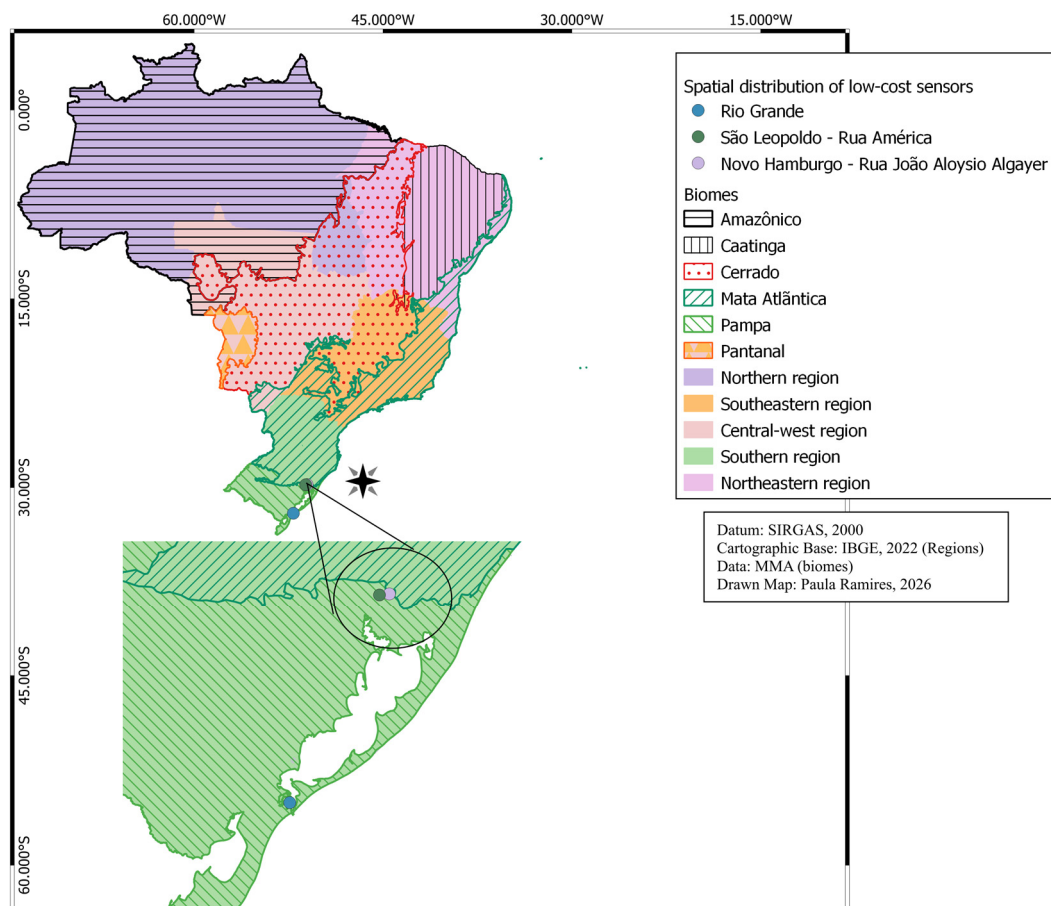 60.000°W 45.000°W 30.000°W 15.000°W
0.000°
15.000°S
30.000°S
45.000°S
60.000°S
Spatial distribution of low-cost sensors
Rio Grande
São Leopoldo - Rua América
Novo Hamburgo - Rua João Aloysio Algayer
Biomes
Amazônico
Caatinga
Cerrado
Mata Atlãntica
Pampa
Pantanal
Northern region
Southeastern region
Central-west region
Southern region
Northeastern region
Datum: SIRGAS, 2000
Cartographic Base: IBGE, 2022 (Regions)
Data: MMA (biomes)
Drawn Map: Paula Ramires, 2026